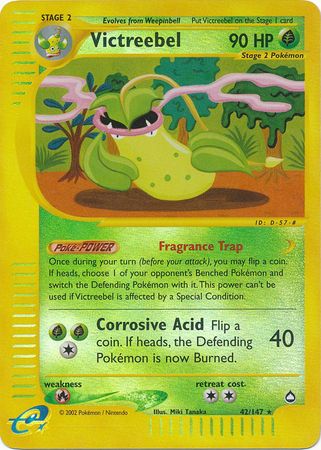 STAGE 2
Evolves from Weepinbell
Put Victreebel on the Stage 1 card
Victreebel
90 HP
Stage 2 Pokémon
ID: D-57-#
Poké-POWER
Fragrance Trap
Once during your turn (before your attack), you may flip a coin.
If heads, choose 1 of your opponent's Benched Pokémon and
switch the Defending Pokémon with it. This power can't be
used if Victreebel is affected by a Special Condition.
Corrosive Acid Flip a
coin. If heads, the Defending
Pokémon is now Burned.
40
weakness
retreat cost
e
© 2002 Pokémon / Nintendo
Illus. Miki Tanaka
42/147 ★